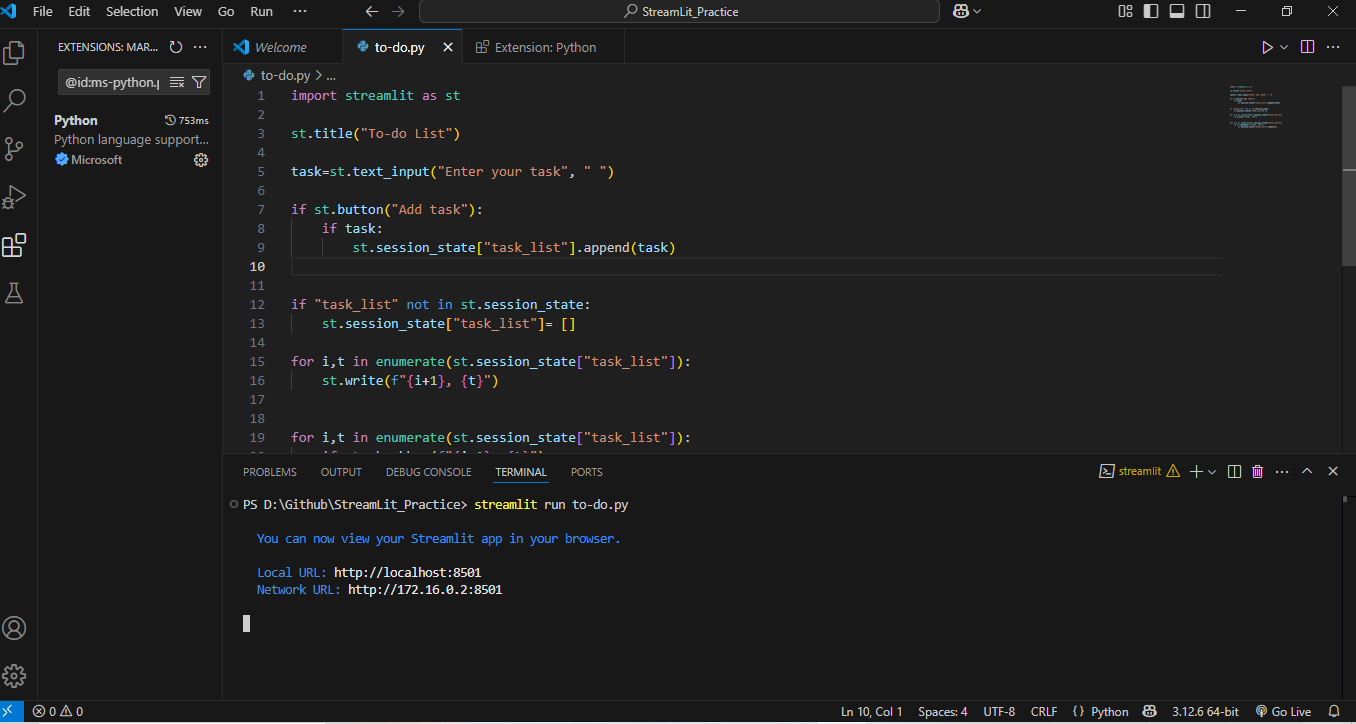 File Edit Selection View Go Run ··· StreamLit_Practice
EXTENSIONS: MAR... ···
@id:ms-python.p
Python 753ms
Python language support...
Microsoft
Welcome to-do.py Extension: Python ···
to-do.py > ...
1 import streamlit as st
2
3 st.title("To-do List")
4
5 task=st.text_input("Enter your task", " ")
6
7 if st.button("Add task"):
8 if task:
9 st.session_state["task_list"].append(task)
10
11
12 if "task_list" not in st.session_state:
13 st.session_state["task_list"]= []
14
15 for i,t in enumerate(st.session_state["task_list"]):
16 st.write(f"{i+1}, {t}")
17
18
19 for i,t in enumerate(st.session_state["task_list"]):
PROBLEMS OUTPUT DEBUG CONSOLE TERMINAL PORTS streamlit ···
PS D:\Github\StreamLit_Practice> streamlit run to-do.py
You can now view your Streamlit app in your browser.
Local URL: http://localhost:8501
Network URL: http://172.16.0.2:8501
0 0 Ln 10, Col 1 Spaces: 4 UTF-8 CRLF {} Python 3.12.6 64-bit Go Live